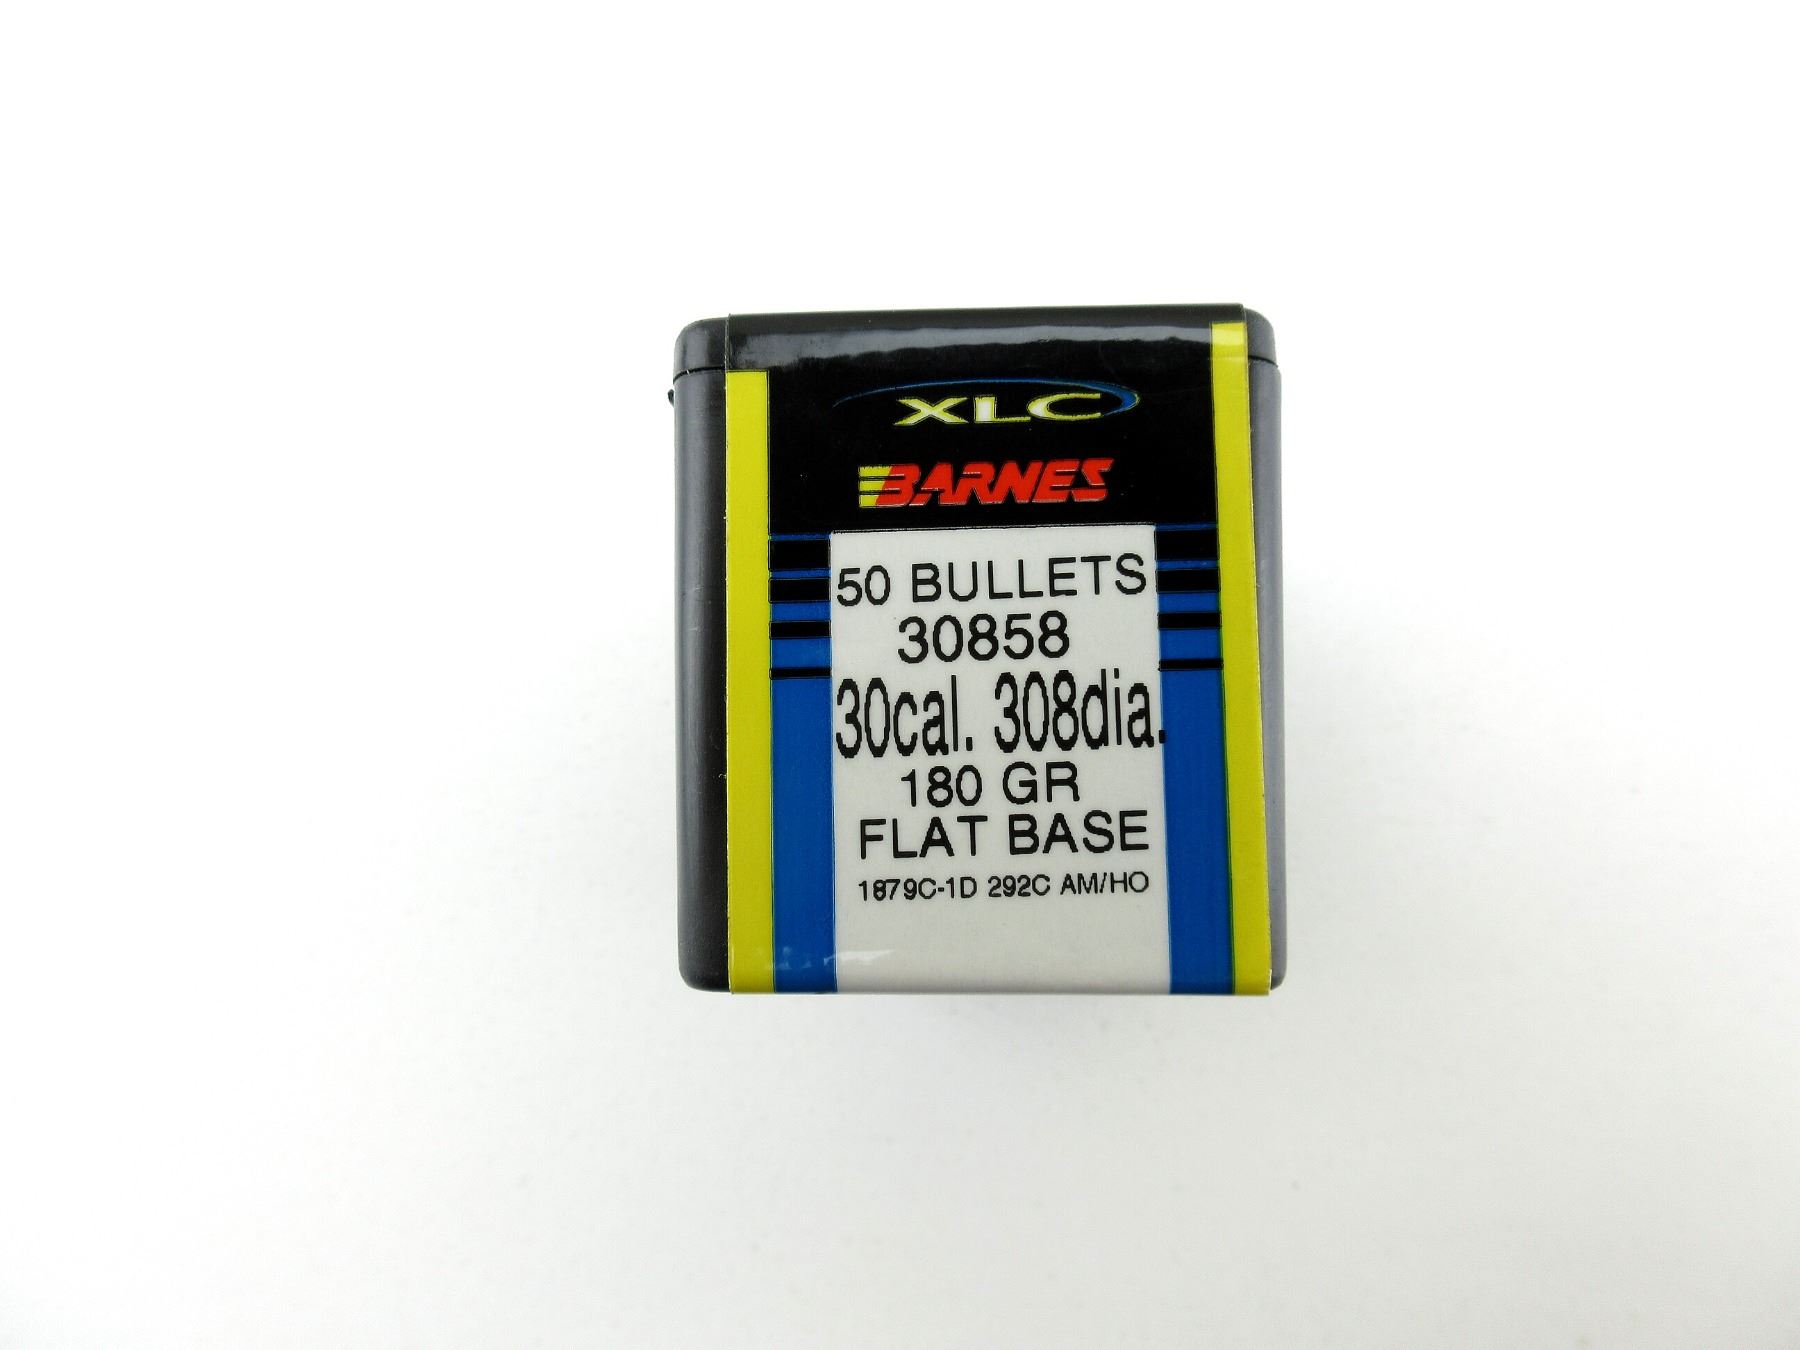 XLC
BARNES
50 BULLETS
30858
30cal. 308dia.
180 GR
FLAT BASE
1879C-1D 292C AM/HO